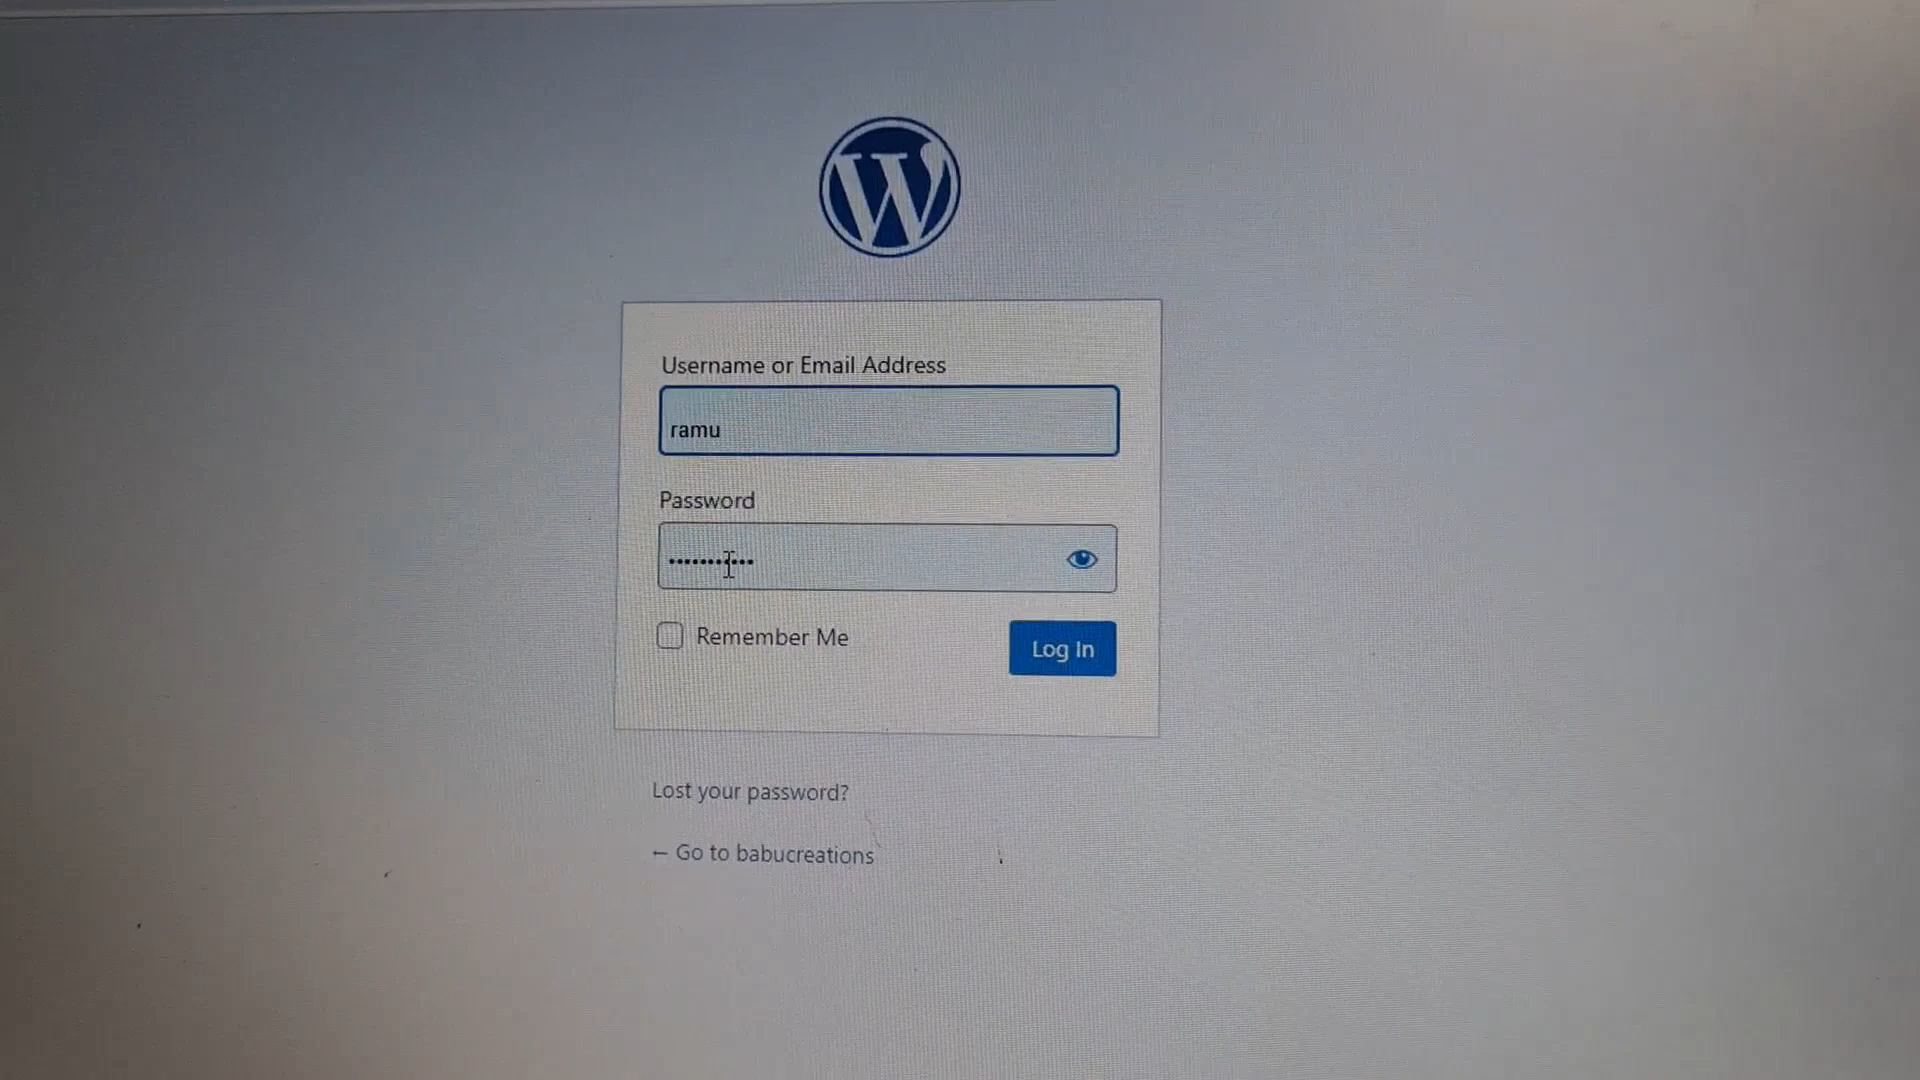 W
Username or Email Address
ramu
Password
Remember Me
Log In
Lost your password?
← Go to babucreations